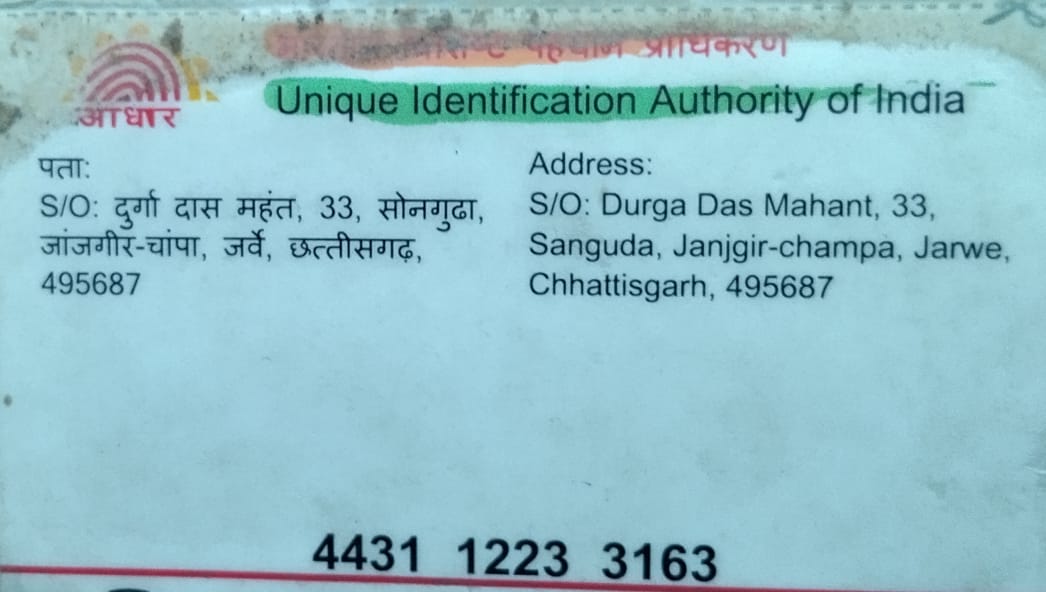 पहचान प्राधिकरण
आधार
Unique Identification Authority of India
पता:
S/O: दुर्गा दास महंत, 33, सोनगुढा,
जांजगीर-चांपा, जर्वे, छत्तीसगढ़,
495687
Address:
S/O: Durga Das Mahant, 33,
Sanguda, Janjgir-champa, Jarwe,
Chhattisgarh, 495687
4431 1223 3163